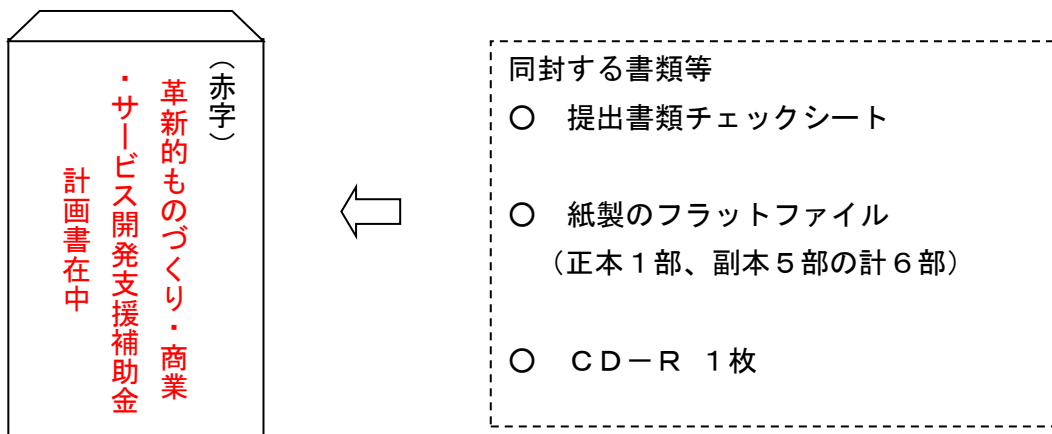 （赤字）
革新的ものづくり・商業
・サービス開発支援補助金
計画書在中
同封する書類等
○　提出書類チェックシート
○　紙製のフラットファイル
（正本１部、副本５部の計６部）
○　ＣＤ－Ｒ １枚